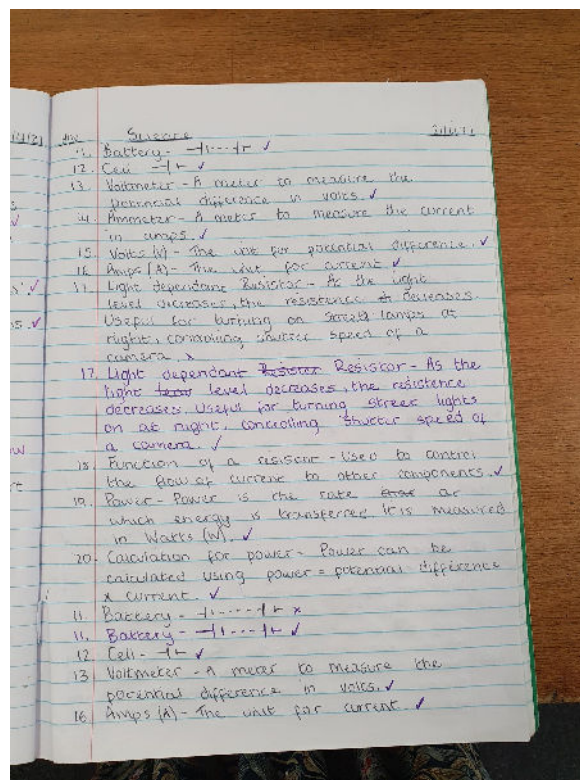 HW Science
11. Battery - ✓
12. Cell - ✓
13. Voltmeter - A meter to measure the
potencial difference in volts. ✓
14. Ammeter - A meter to measure the current
in amps. ✓
15. Volts (V) - The unit for potential difference. ✓
16. Amps (A) - The unit for current ✓
17. Light dependant Resistor - As the light
level increases, the resistence decreases.
Useful for turning on street lamps at
night, controlling shutter speed of a
camera. x
17. Light dependant Resistor - As the
light level decreases, the resistence
decreases. Useful for turning street lights
on at night, controlling shutter speed of
a camera. ✓
18. Function of a resistor - Used to control
the flow of current to other components. ✓
19. Power - Power is the rate at
which energy is transferred it is measured
in Watts (W). ✓
20. Calculation for power - Power can be
calculated using power = potential difference
x current. ✓
11. Battery - x
11. Battery - ✓
12 Cell - ✓
13 Voltmeter - A meter to measure the
potential difference in volts. ✓
16. Amps (A) - The unit for current. ✓